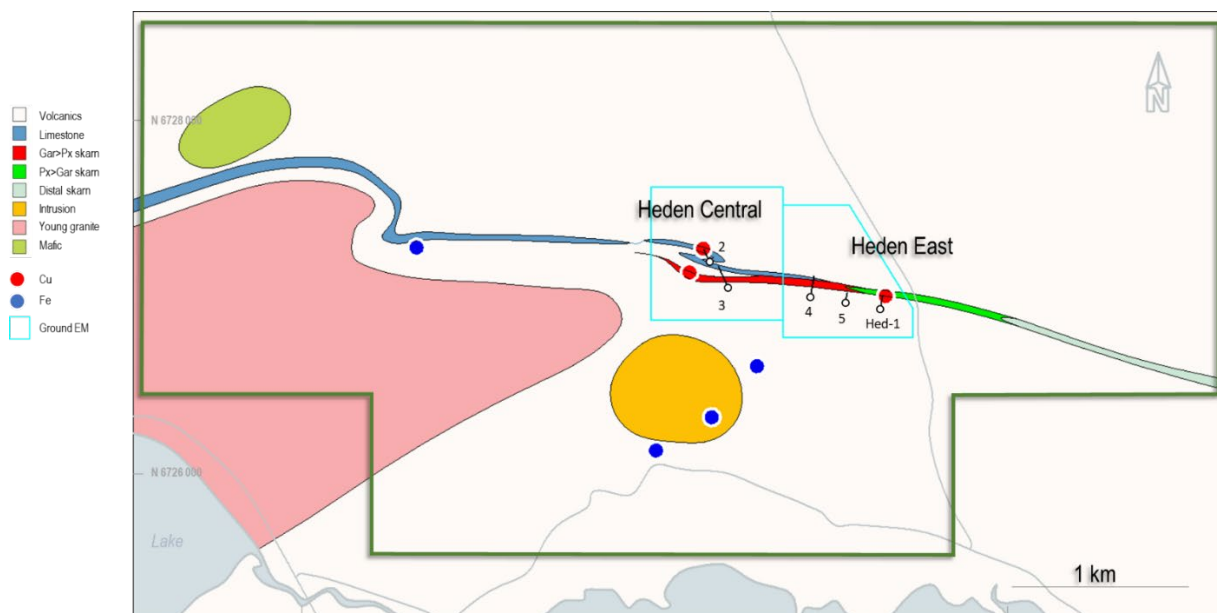 Volcanics
Limestone
Gar>Px skarn
Px>Gar skarn
Distal skarn
Intrusion
Young granite
Mafic
Cu
Fe
Ground EM
N 6728 000
N 6726 000
Heden Central
Heden East
2
3
4
5
Hed-1
N
Lake
1 km